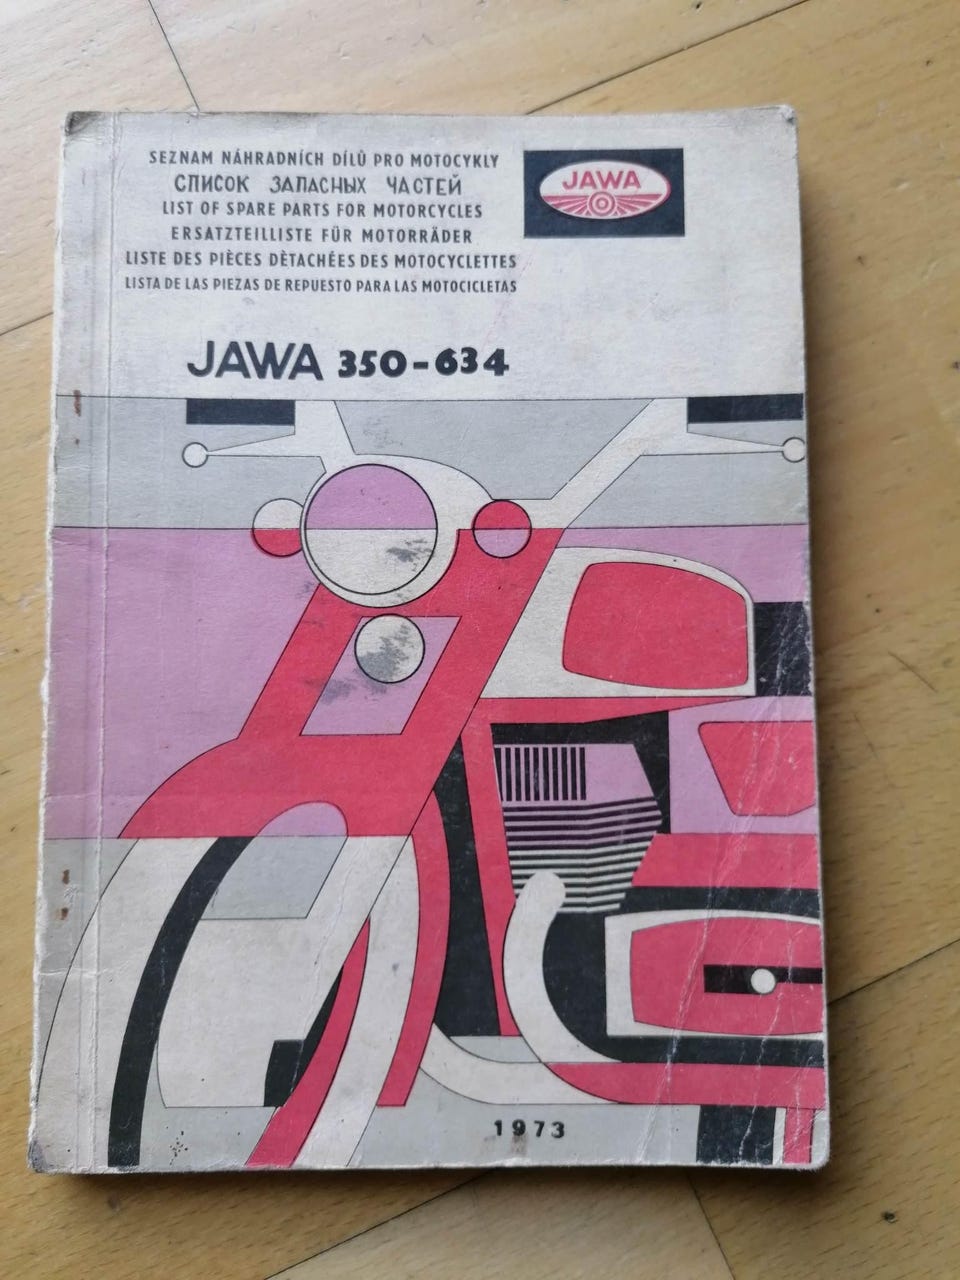 SEZNAM NÁHRADNÍCH DÍLŮ PRO MOTOCYKLY
СПИСОК ЗАПАСНЫХ ЧАСТЕЙ
LIST OF SPARE PARTS FOR MOTORCYCLES
ERSATZTEILLISTE FÜR MOTORRÄDER
LISTE DES PIÈCES DÈTACHÉES DES MOTOCYCLETTES
LISTA DE LAS PIEZAS DE REPUESTO PARA LAS MOTOCICLETAS
JAWA
JAWA 350-634
1973